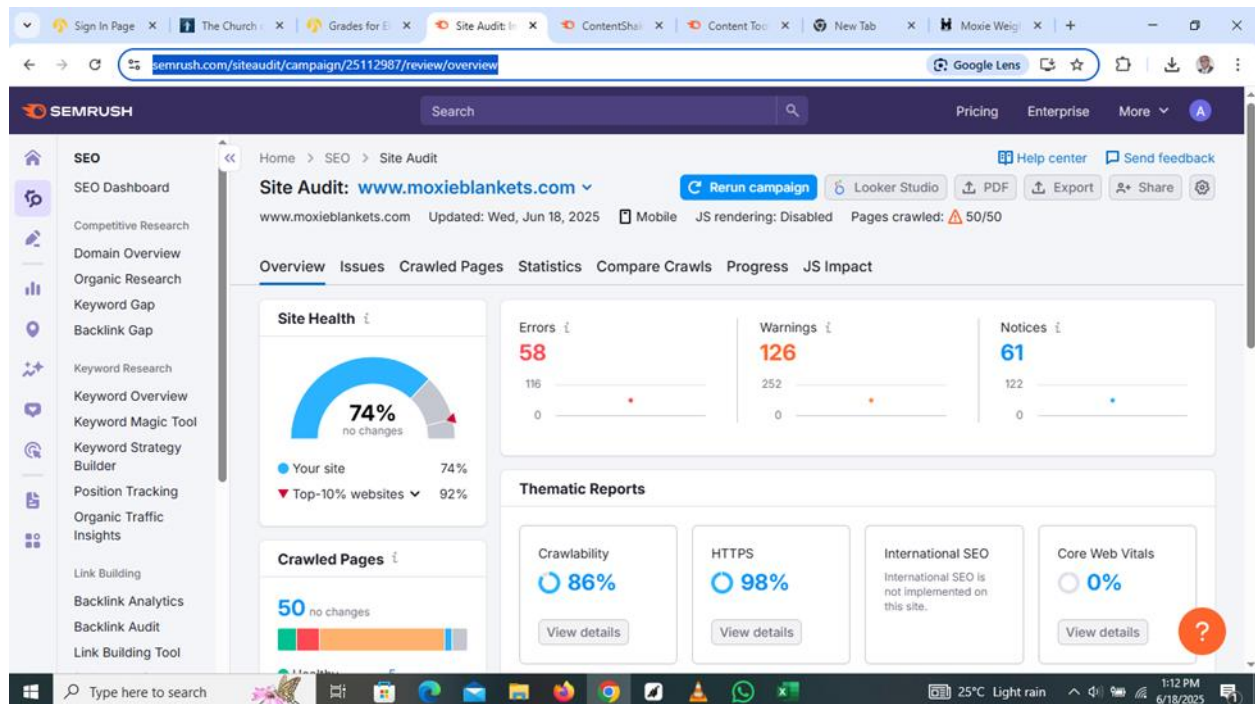 Sign In Page
The Church
Grades for E
Site Audit: I
ContentSha
Content Too
New Tab
Moxie Weig
semrush.com/siteaudit/campaign/25112987/review/overview
Google Lens
SEMRUSH
Search
Pricing
Enterprise
More
A
SEO
SEO Dashboard
Competitive Research
Domain Overview
Organic Research
Keyword Gap
Backlink Gap
Keyword Research
Keyword Overview
Keyword Magic Tool
Keyword Strategy
Builder
Position Tracking
Organic Traffic
Insights
Link Building
Backlink Analytics
Backlink Audit
Link Building Tool
Home > SEO > Site Audit
Help center
Send feedback
Site Audit: www.moxieblankets.com
Rerun campaign
Looker Studio
PDF
Export
Share
www.moxieblankets.com Updated: Wed, Jun 18, 2025 Mobile JS rendering: Disabled Pages crawled: 50/50
Overview Issues Crawled Pages Statistics Compare Crawls Progress JS Impact
Site Health i
74%
no changes
Your site 74%
Top-10% websites 92%
Errors i
58
116
0
Warnings i
126
252
0
Notices i
61
122
0
Thematic Reports
Crawlability
86%
View details
HTTPS
98%
View details
International SEO
International SEO is
not implemented on
this site.
Core Web Vitals
0%
View details
?
Crawled Pages i
50 no changes
Type here to search
25°C Light rain
1:12 PM
6/18/2025